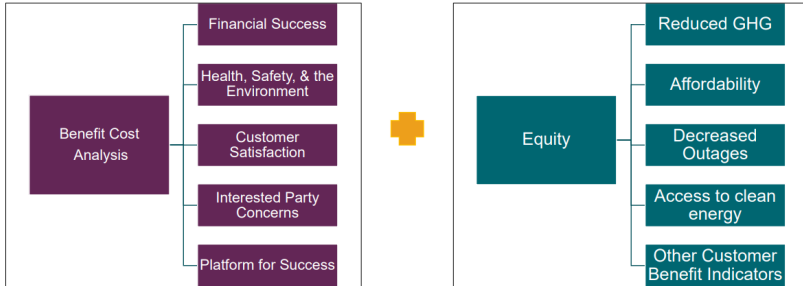 Benefit Cost
Analysis
Financial Success
Health, Safety, & the
Environment
Customer
Satisfaction
Interested Party
Concerns
Platform for Success
Equity
Reduced GHG
Affordability
Decreased
Outages
Access to clean
energy
Other Customer
Benefit Indicators